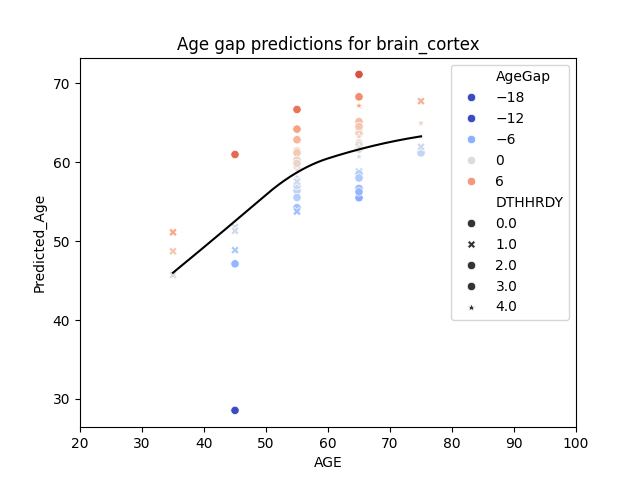 Age gap predictions for brain_cortex
Predicted_Age
70
60
50
40
30
20 30 40 50 60 70 80 90 100
AGE
AgeGap
−18
−12
−6
0
6
DTHHRDY
0.0
1.0
2.0
3.0
4.0